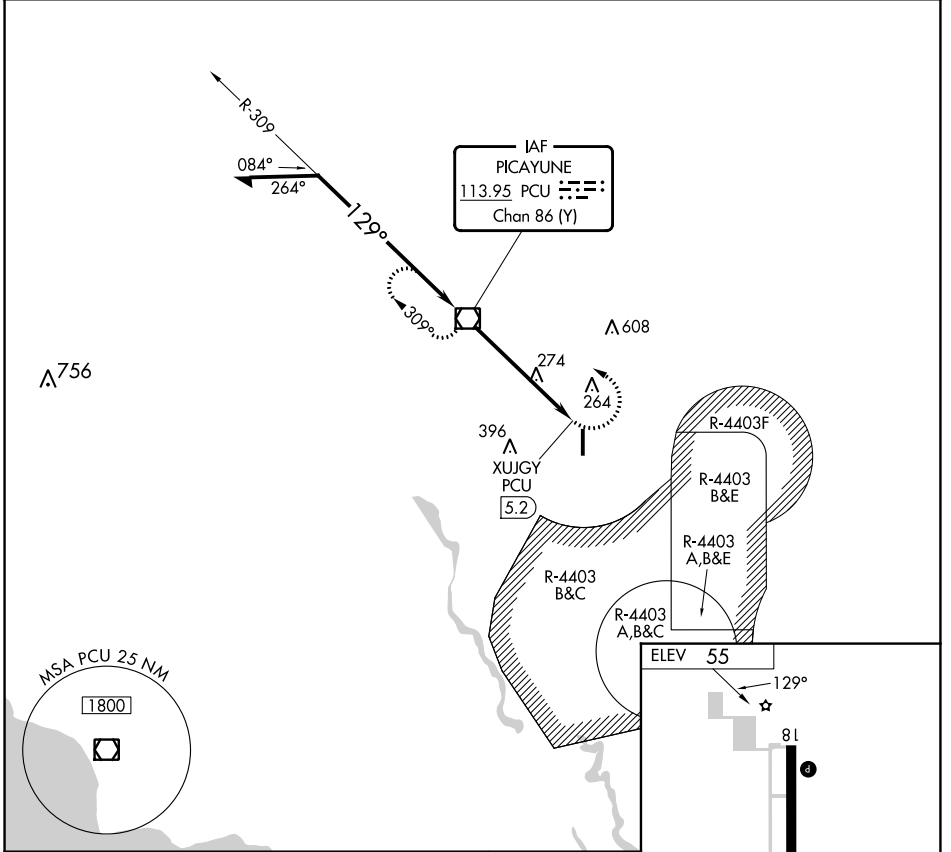 R-309
084°
264°
129°
309°
IAF
PICAYUNE
113.95 PCU
Chan 86 (Y)
608
756
274
264
396
XUJGY
PCU
5.2
R-4403F
R-4403
B&E
R-4403
A,B&E
R-4403
B&C
R-4403
A,B&C
MSA PCU 25 NM
1800
ELEV 55
129°
18
P